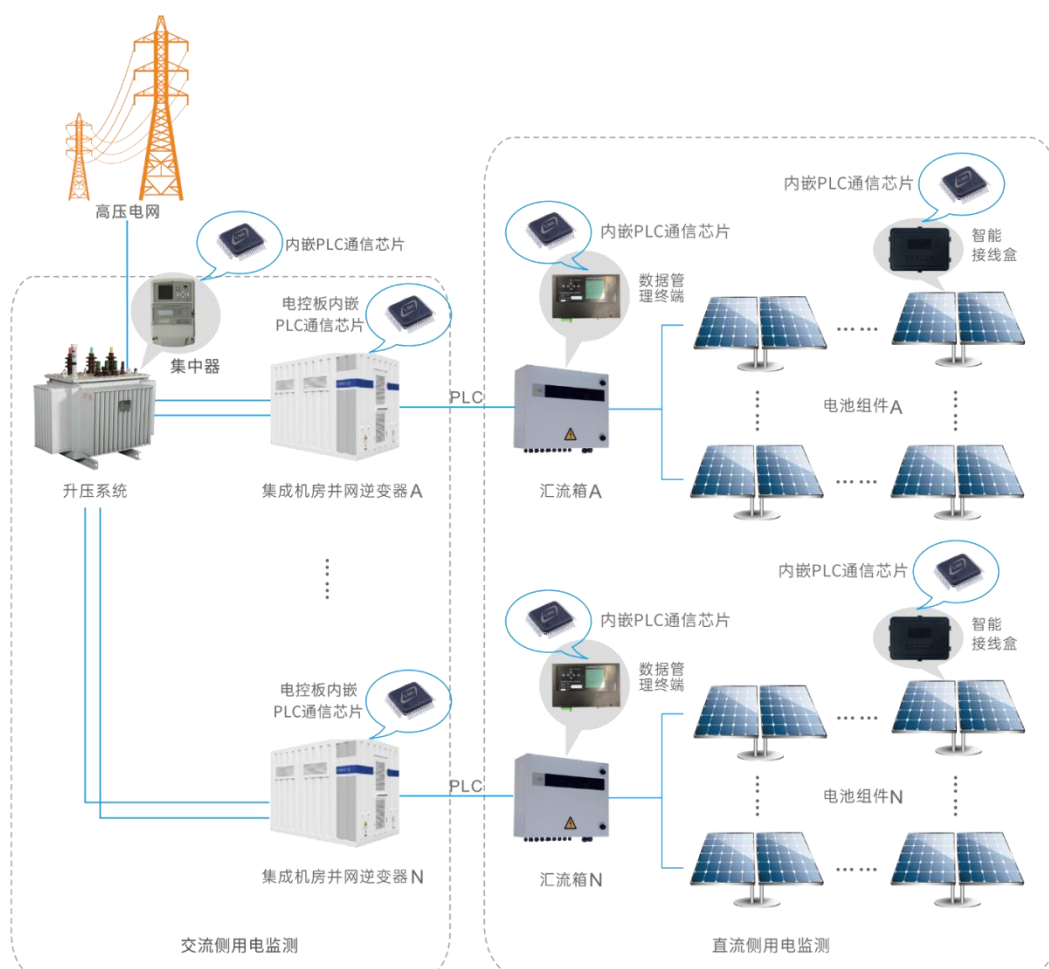 高压电网
内嵌PLC通信芯片
集中器
电控板内嵌
PLC通信芯片
升压系统
集成机房并网逆变器A
PLC
内嵌PLC通信芯片
数据管
理终端
汇流箱A
内嵌PLC通信芯片
智能
接线盒
……
电池组件A
……
电控板内嵌
PLC通信芯片
集成机房并网逆变器N
PLC
内嵌PLC通信芯片
数据管
理终端
汇流箱N
内嵌PLC通信芯片
智能
接线盒
……
电池组件N
……
交流侧用电监测
直流侧用电监测